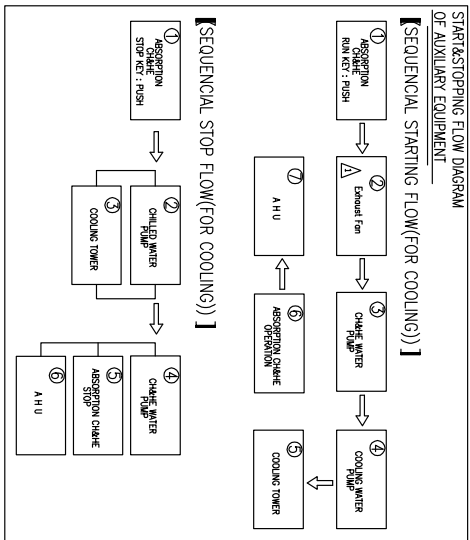 START&STOPPING FLOW DIAGRAM
OF AUXILIARY EQUIPMENT
【SEQUENCIAL STARTING FLOW(FOR COOLING)】
①
ABSORPTION
CH&HE
RUN KEY : PUSH
②
Exhaust Fan
1
③
CH&HE WATER
PUMP
④
COOLING WATER
PUMP
⑤
COOLING TOWER
⑥
ABSORPTION CH&HE
OPERATION
⑦
A H U
【SEQUENCIAL STOP FLOW(FOR COOLING))】
①
ABSORPTION
CH&HE
STOP KEY : PUSH
②
CHILLED WATER
PUMP
③
COOLING TOWER
④
CH&HE WATER
PUMP
⑤
ABSORPTION CH&HE
STOP
⑥
A H U